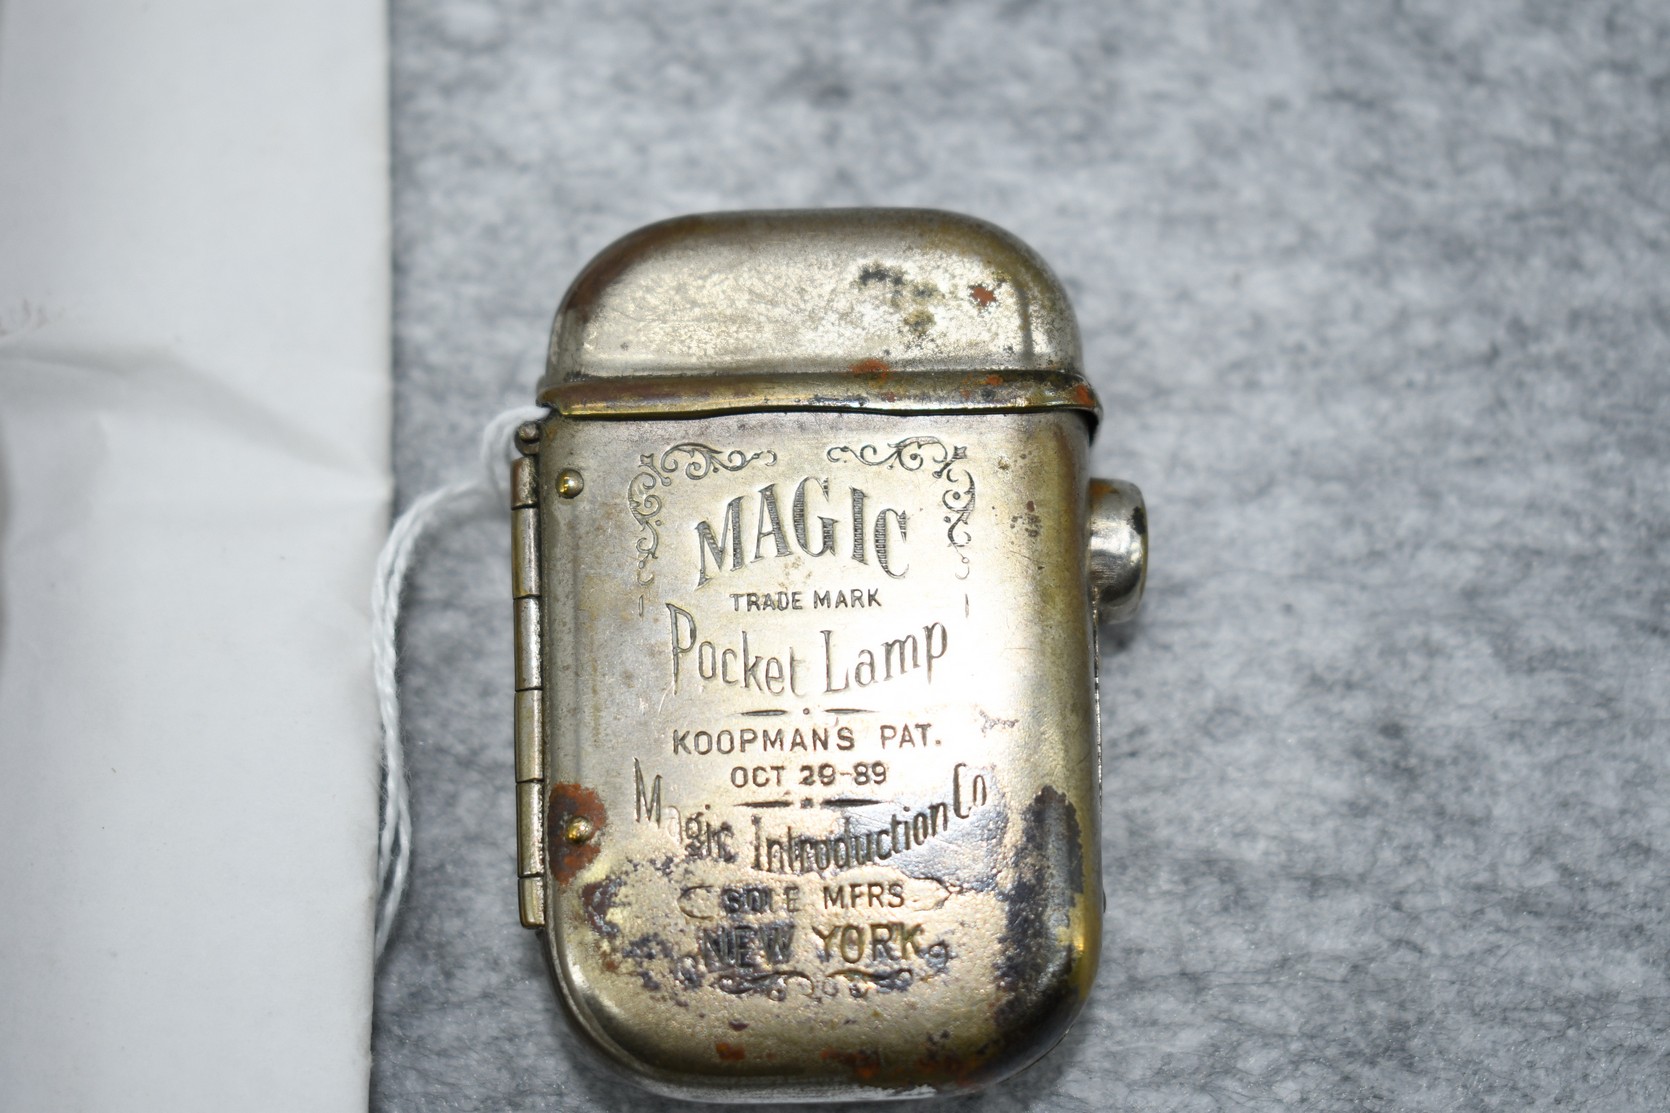 MAGIC
TRADE MARK
Pocket Lamp
KOOPMAN'S PAT.
OCT 29-89
Magic Introduction Co
SOLE MFRS.
NEW YORK